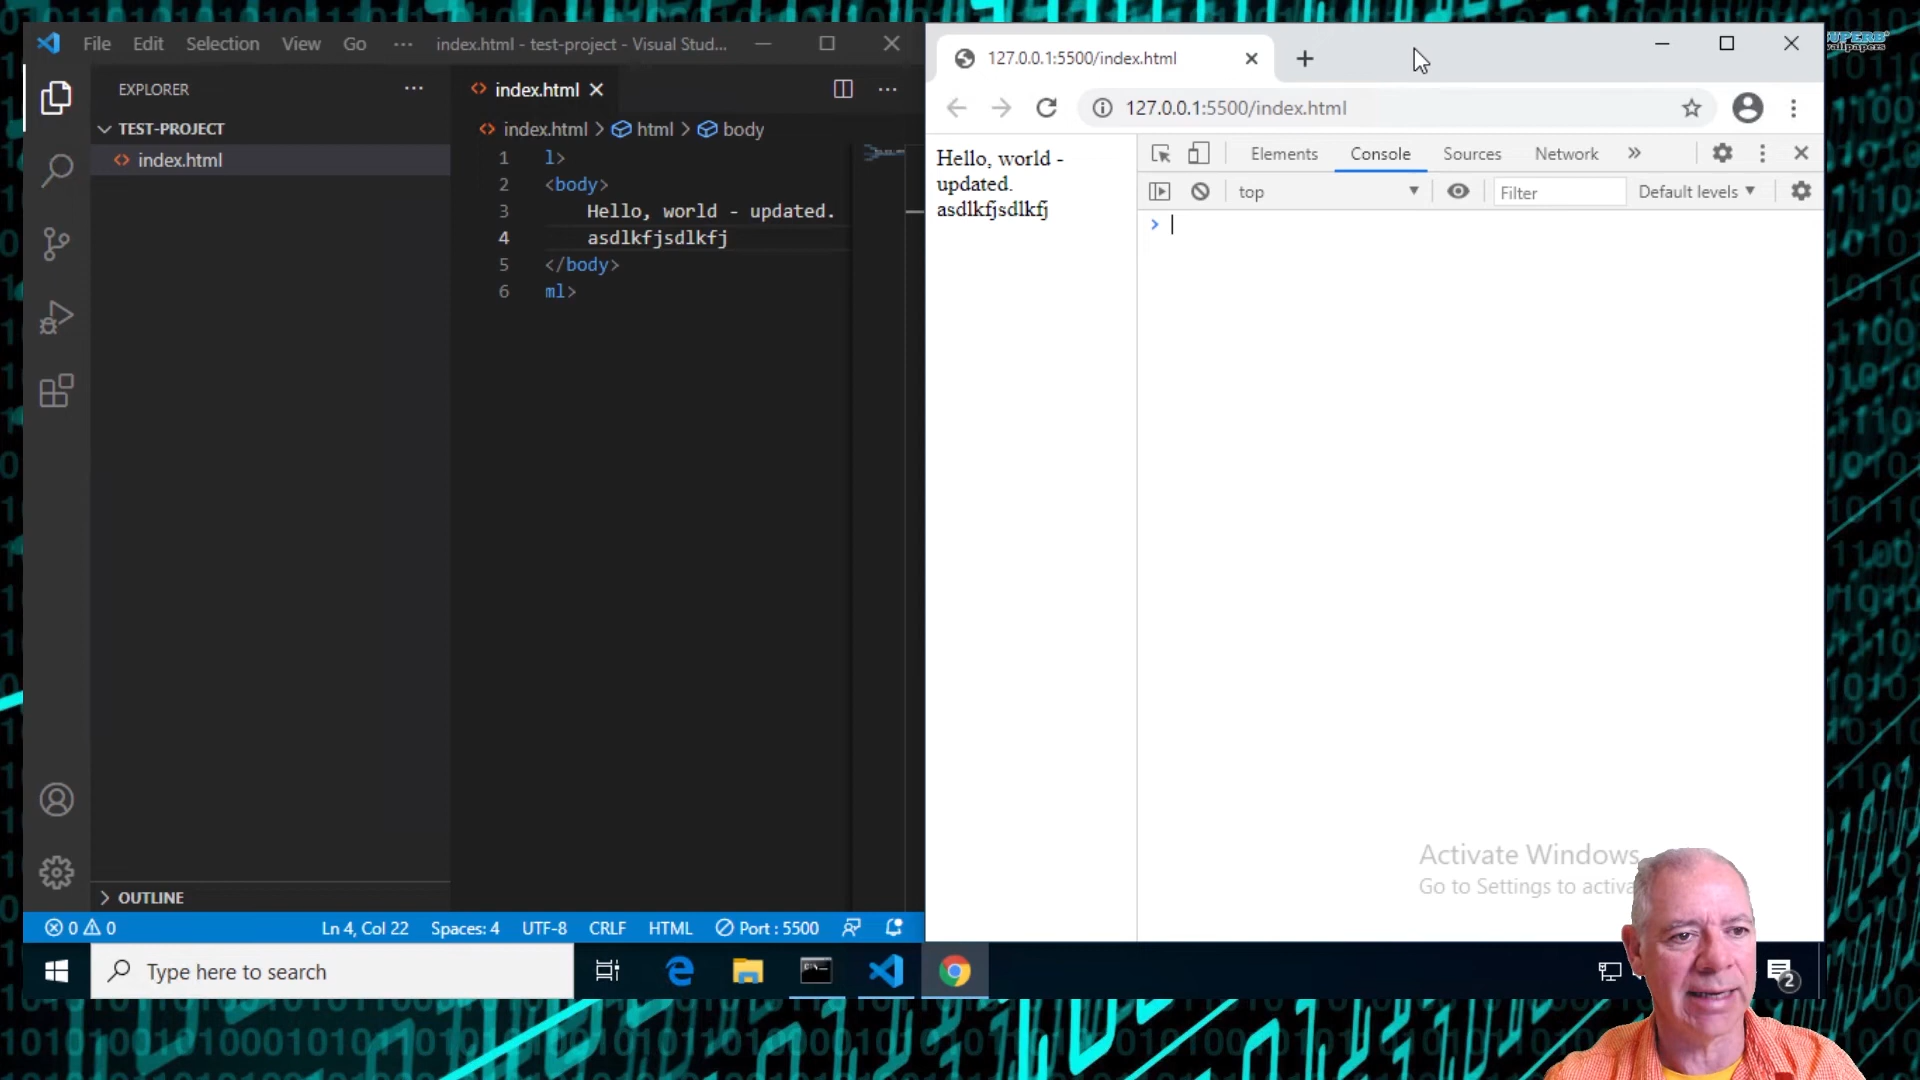 File Edit Selection View Go ... index.html - test-project - Visual Stud...
EXPLORER
TEST-PROJECT
index.html
OUTLINE
index.html
index.html > html > body
1 l>
2 <body>
3 Hello, world - updated.
4 asdlkfjsdlkfj
5 </body>
6 ml>
0 0 Ln 4, Col 22 Spaces: 4 UTF-8 CRLF HTML Port : 5500
127.0.0.1:5500/index.html
127.0.0.1:5500/index.html
Hello, world -
updated.
asdlkfjsdlkfj
Elements Console Sources Network
top Filter Default levels
Activate Windows
Go to Settings to activa
Type here to search
2